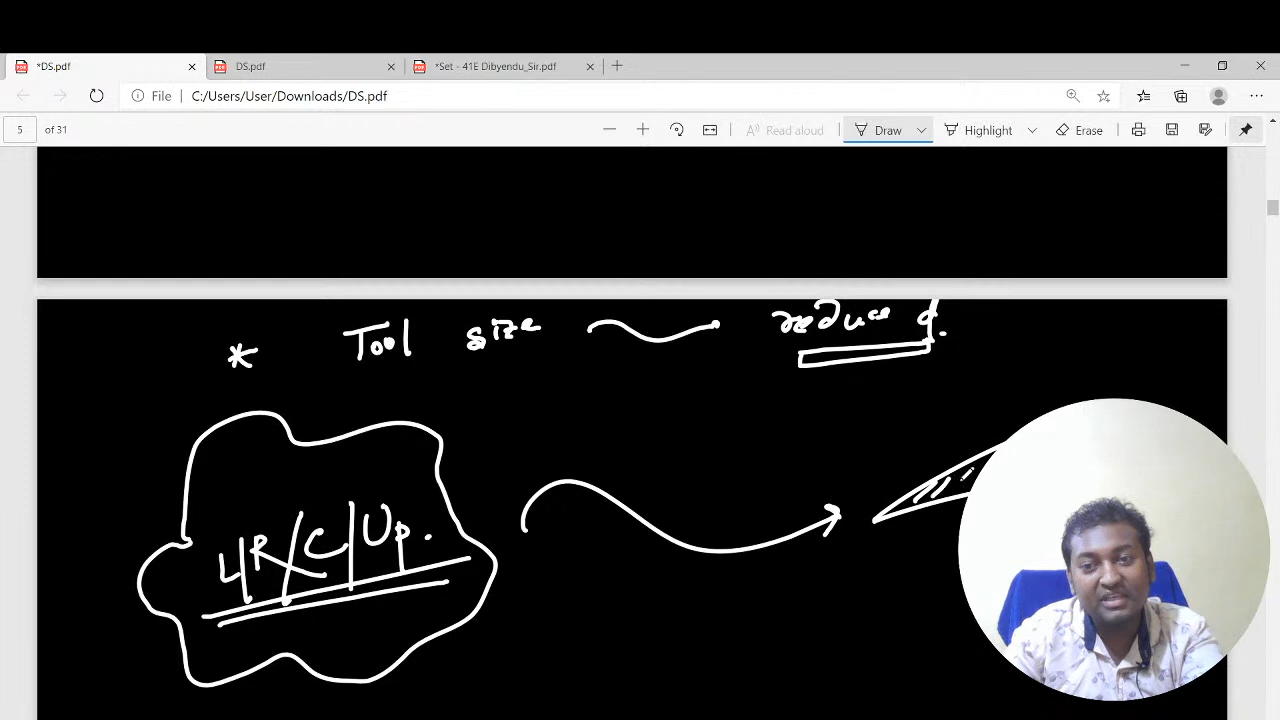 *DS.pdf DS.pdf *Set - 41E Dibyendu_Sir.pdf
File C:/Users/User/Downloads/DS.pdf
5 of 31 Read aloud Draw Highlight Erase
* Tool size reduced.
4R/C/Up.